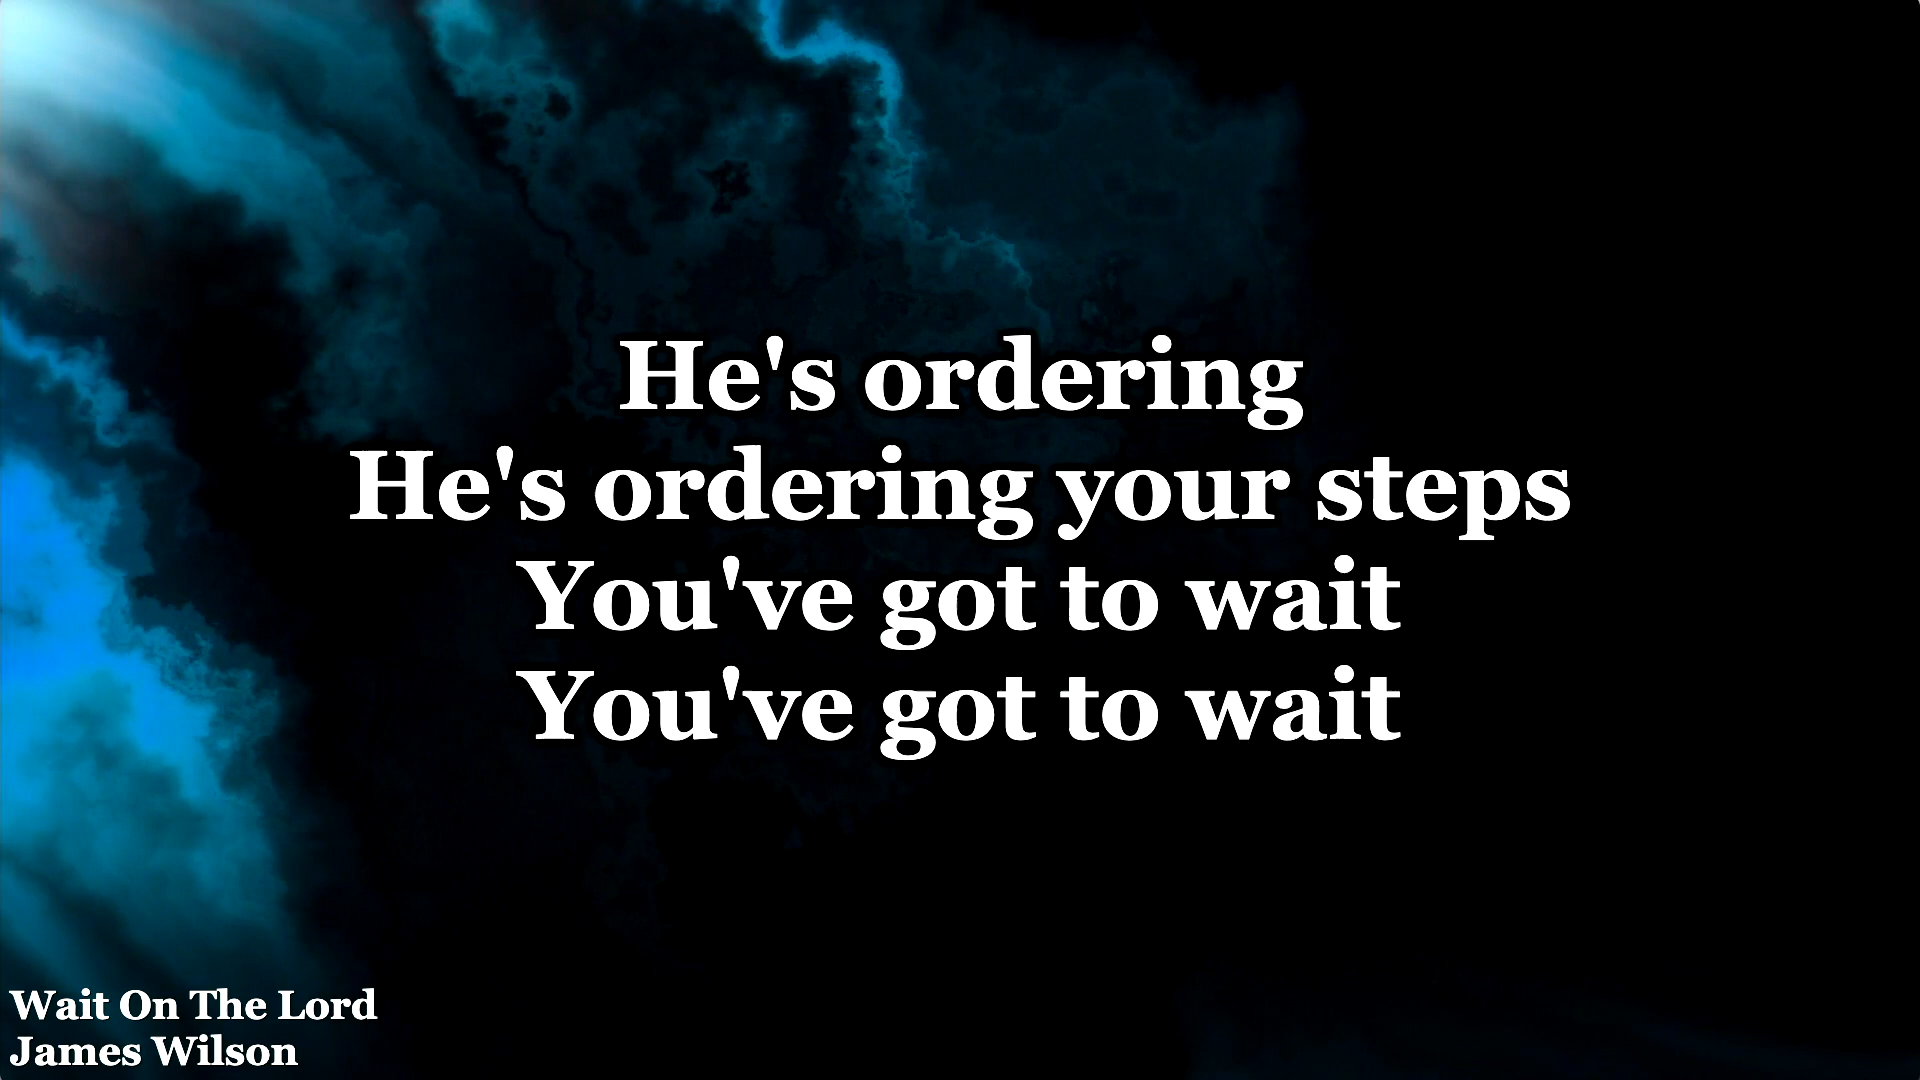 He's ordering
He's ordering your steps
You've got to wait
You've got to wait
Wait On The Lord
James Wilson